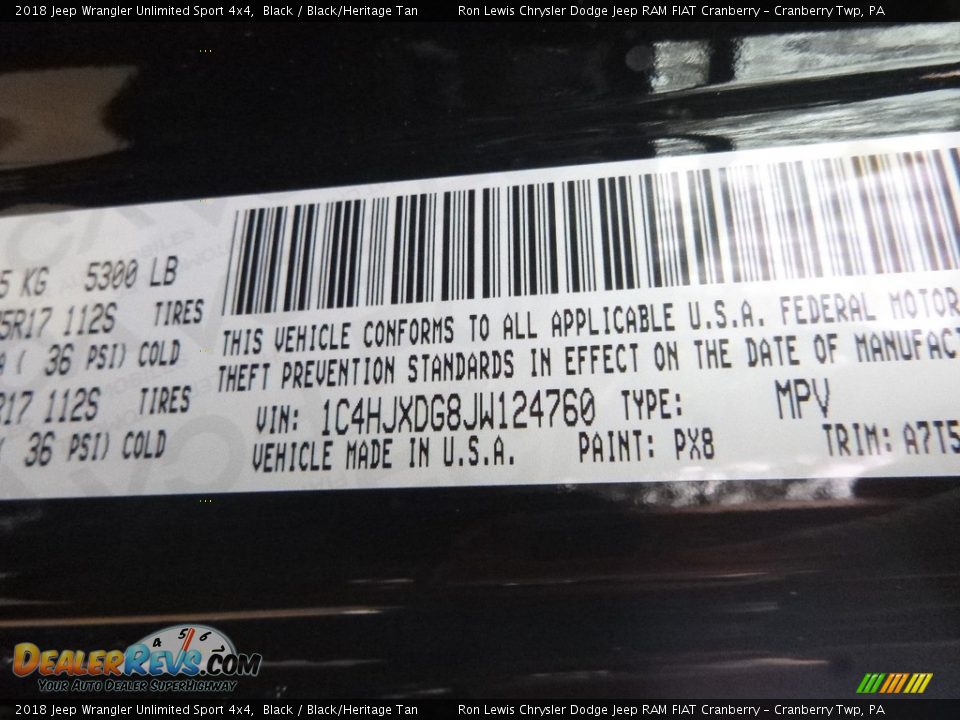 2018 Jeep Wrangler Unlimited Sport 4x4, Black / Black/Heritage Tan Ron Lewis Chrysler Dodge Jeep RAM FIAT Cranberry - Cranberry Twp, PA
5 KG 5300 LB
5R17 112S TIRES
( 36 PSI) COLD
R17 112S TIRES
( 36 PSI) COLD
THIS VEHICLE CONFORMS TO ALL APPLICABLE U.S.A. FEDERAL MOTOR
THEFT PREVENTION STANDARDS IN EFFECT ON THE DATE OF MANUFACT
VIN: 1C4HJXDG8JW124760 TYPE: MPV
VEHICLE MADE IN U.S.A. PAINT: PX8 TRIM: A7T5
4 5 6
DEALERREVS.COM
YOUR AUTO DEALER SUPERHIGHWAY
2018 Jeep Wrangler Unlimited Sport 4x4, Black / Black/Heritage Tan Ron Lewis Chrysler Dodge Jeep RAM FIAT Cranberry - Cranberry Twp, PA